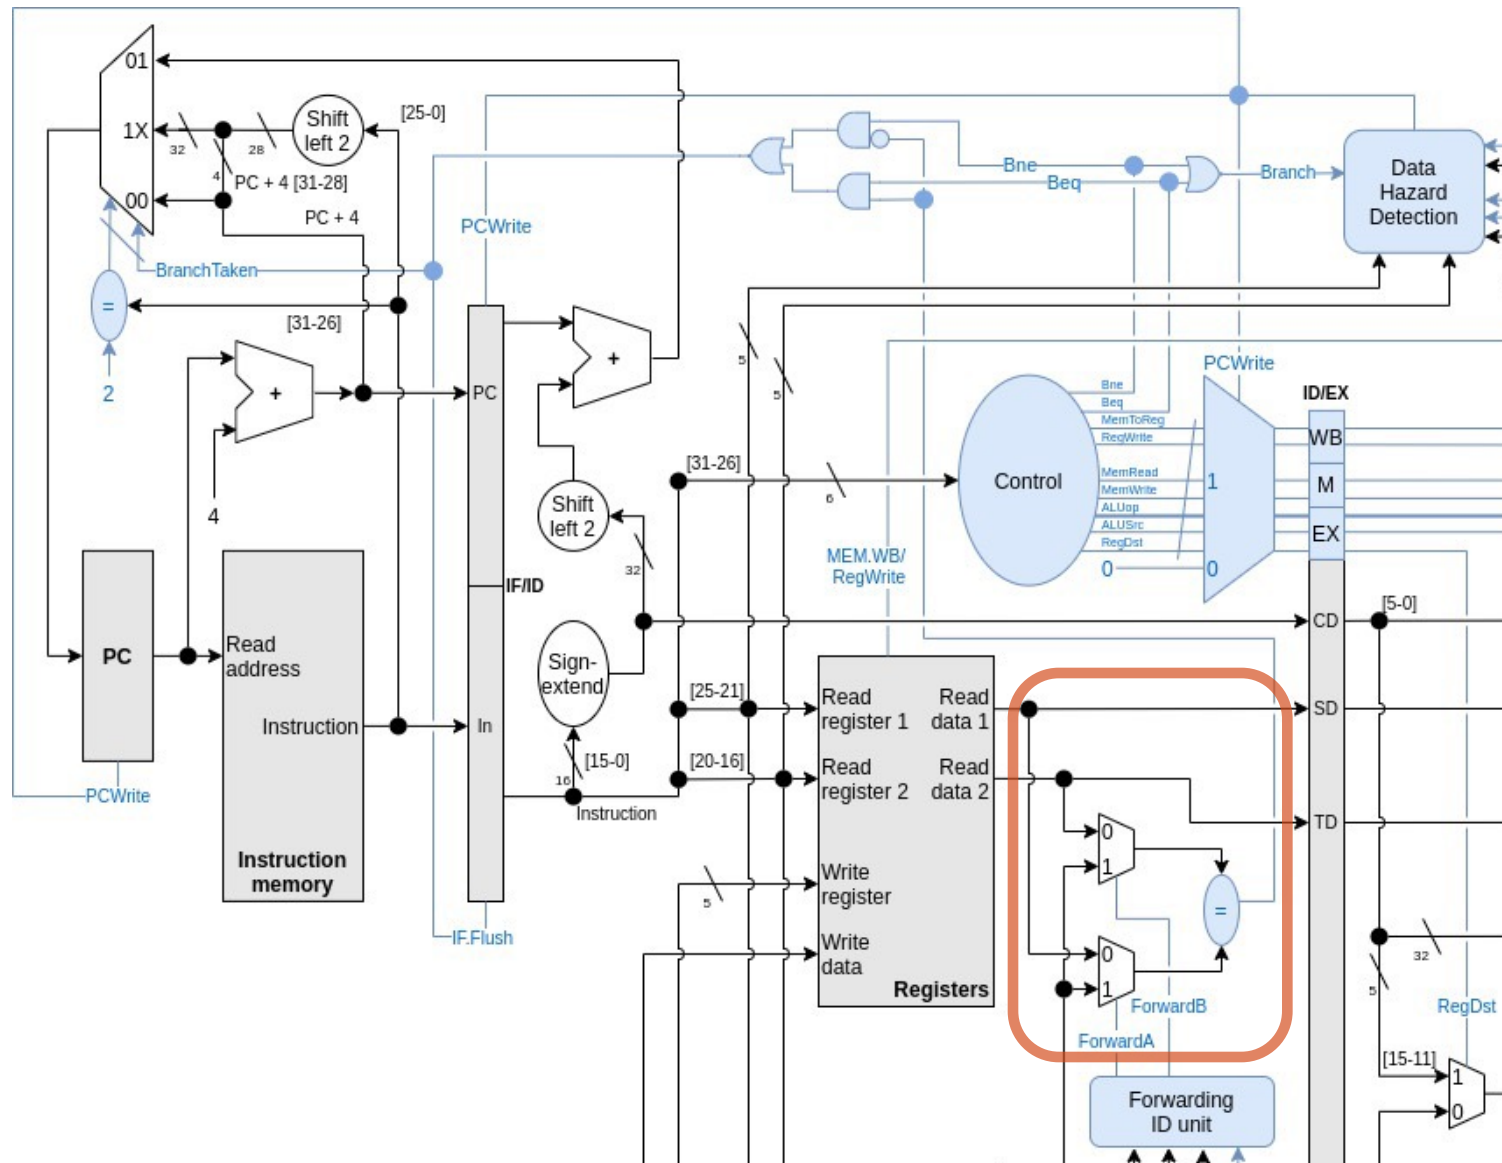 01
[25-0]
Shift
left 2
1X
32
28
4
PC + 4 [31-28]
00
PC + 4
PCWrite
BranchTaken
=
[31-26]
2
+
4
PC
Read
address
Instruction
Instruction
memory
PCWrite
PC
IF/ID
In
IF.Flush
+
Shift
left 2
32
Sign-
extend
16
[15-0]
Instruction
[31-26]
6
[25-21]
[20-16]
5
5
5
Bne
Beq
Branch
Data
Hazard
Detection
PCWrite
Control
Bne
Beq
MemToReg
RegWrite
MemRead
MemWrite
ALUop
ALUSrc
RegDst
1
0
0
ID/EX
WB
M
EX
MEM.WB/
RegWrite
Read
register 1
Read
data 1
Read
register 2
Read
data 2
Write
register
Write
data
Registers
0
1
=
0
1
ForwardB
ForwardA
Forwarding
ID unit
CD
SD
TD
[5-0]
32
5
RegDst
[15-11]
1
0